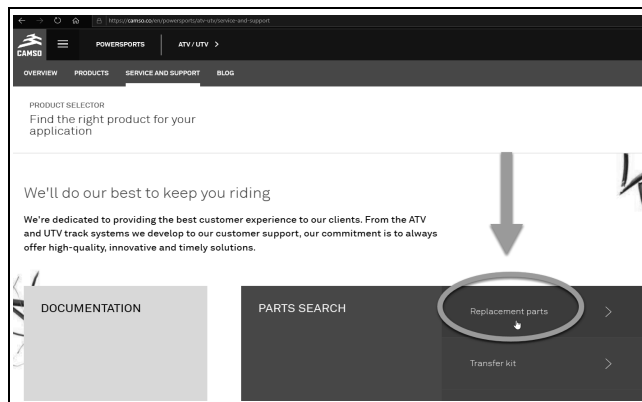 https://camso.co/en/powersports/atv-utv/service-and-support
CAMSO
POWERSPORTS
ATV / UTV >
OVERVIEW PRODUCTS SERVICE AND SUPPORT BLOG
PRODUCT SELECTOR
Find the right product for your
application
We'll do our best to keep you riding
We're dedicated to providing the best customer experience to our clients. From the ATV
and UTV track systems we develop to our customer support, our commitment is to always
offer high-quality, innovative and timely solutions.
DOCUMENTATION
PARTS SEARCH
Replacement parts
Transfer kit